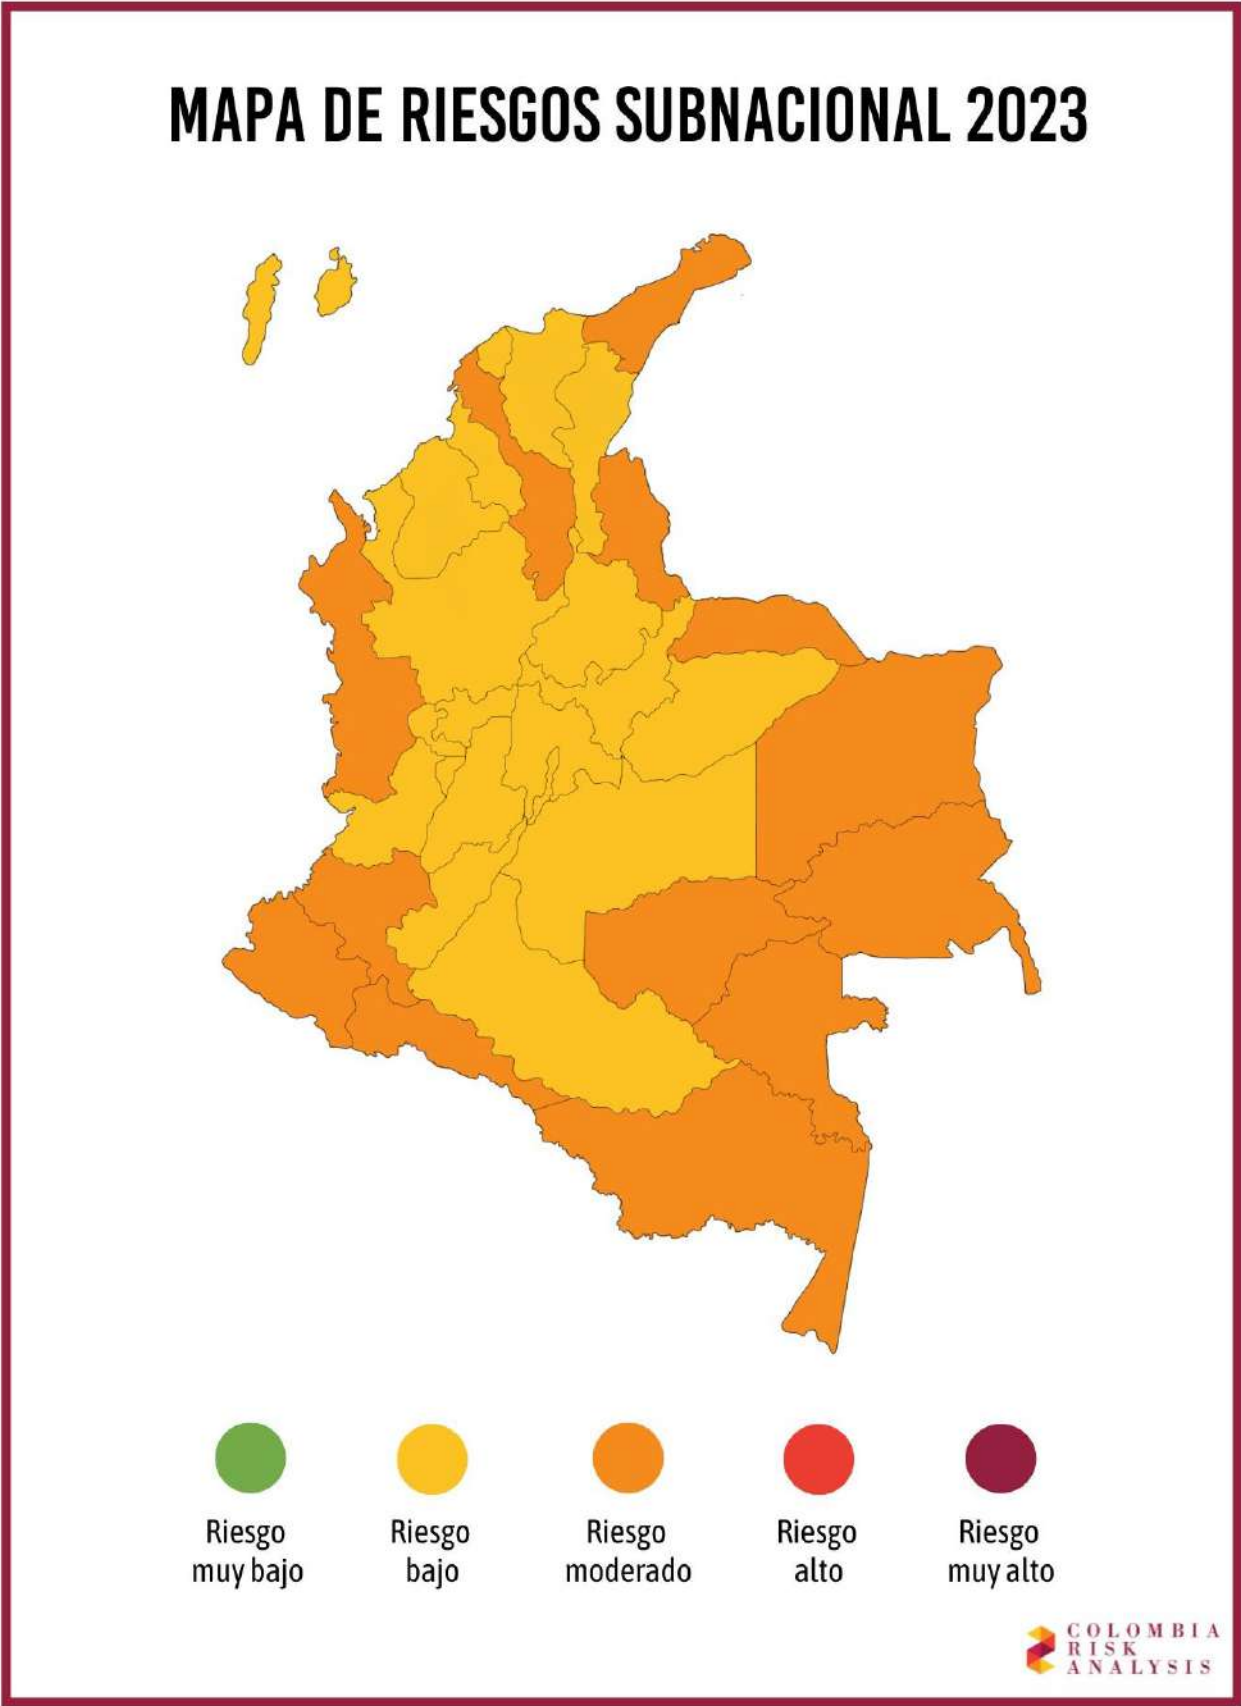 MAPA DE RIESGOS SUBNACIONAL 2023
Riesgo
muy bajo
Riesgo
bajo
Riesgo
moderado
Riesgo
alto
Riesgo
muy alto
COLOMBIA
RISK
ANALYSIS